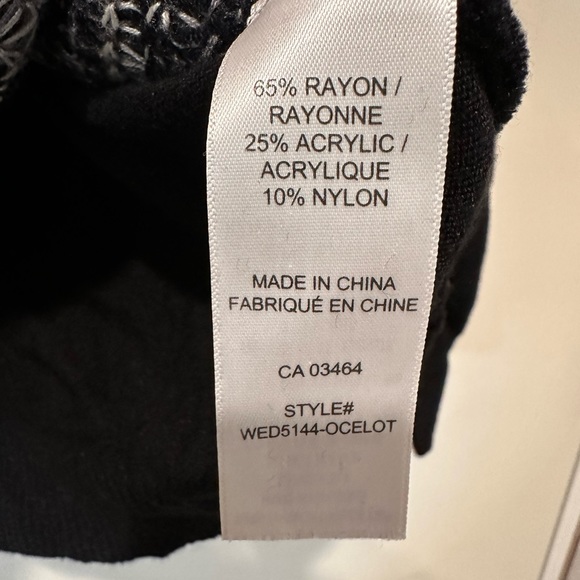 65% RAYON /
RAYONNE
25% ACRYLIC /
ACRYLIQUE
10% NYLON
MADE IN CHINA
FABRIQUÉ EN CHINE
CA 03464
STYLE#
WED5144-OCELOT